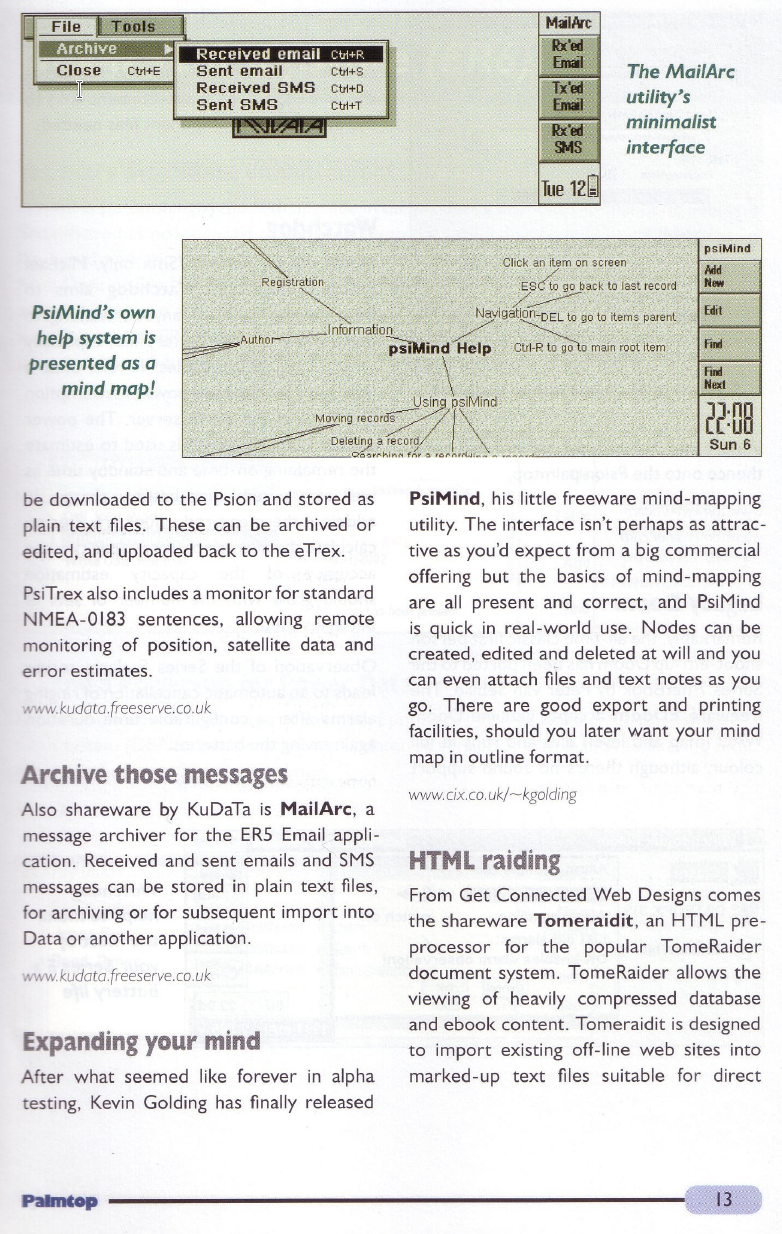 File Tools
Archive
Close Ctrl+E
Received email Ctrl+R
Sent email Ctrl+S
Received SMS Ctrl+D
Sent SMS Ctrl+T
MailArc
Rx'ed
Email
Tx'ed
Email
Rx'ed
SMS
Tue 12
The MailArc
utility's
minimalist
interface
PsiMind's own
help system is
presented as a
mind map!
Registration
Author
Information
psiMind Help
Click an item on screen
ESC to go back to last record
Navigation
DEL to go to items parent
Ctrl-R to go to main root item
Using psiMind
Moving records
Deleting a record
Searching for a record
psiMind
Add
New
Edit
Find
Find
Next
Sun 6
be downloaded to the Psion and stored as
plain text files. These can be archived or
edited, and uploaded back to the eTrex.
PsiTrex also includes a monitor for standard
NMEA-0183 sentences, allowing remote
monitoring of position, satellite data and
error estimates.
www.kudata.freeserve.co.uk
Archive those messages
Also shareware by KuDaTa is MailArc, a
message archiver for the ER5 Email appli-
cation. Received and sent emails and SMS
messages can be stored in plain text files,
for archiving or for subsequent import into
Data or another application.
www.kudata.freeserve.co.uk
Expanding your mind
After what seemed like forever in alpha
testing, Kevin Golding has finally released
PsiMind, his little freeware mind-mapping
utility. The interface isn't perhaps as attrac-
tive as you'd expect from a big commercial
offering but the basics of mind-mapping
are all present and correct, and PsiMind
is quick in real-world use. Nodes can be
created, edited and deleted at will and you
can even attach files and text notes as you
go. There are good export and printing
facilities, should you later want your mind
map in outline format.
www.cix.co.uk/~kgolding
HTML raiding
From Get Connected Web Designs comes
the shareware Tomeraidit, an HTML pre-
processor for the popular TomeRaider
document system. TomeRaider allows the
viewing of heavily compressed database
and ebook content. Tomeraidit is designed
to import existing off-line web sites into
marked-up text files suitable for direct
Palmtop
13